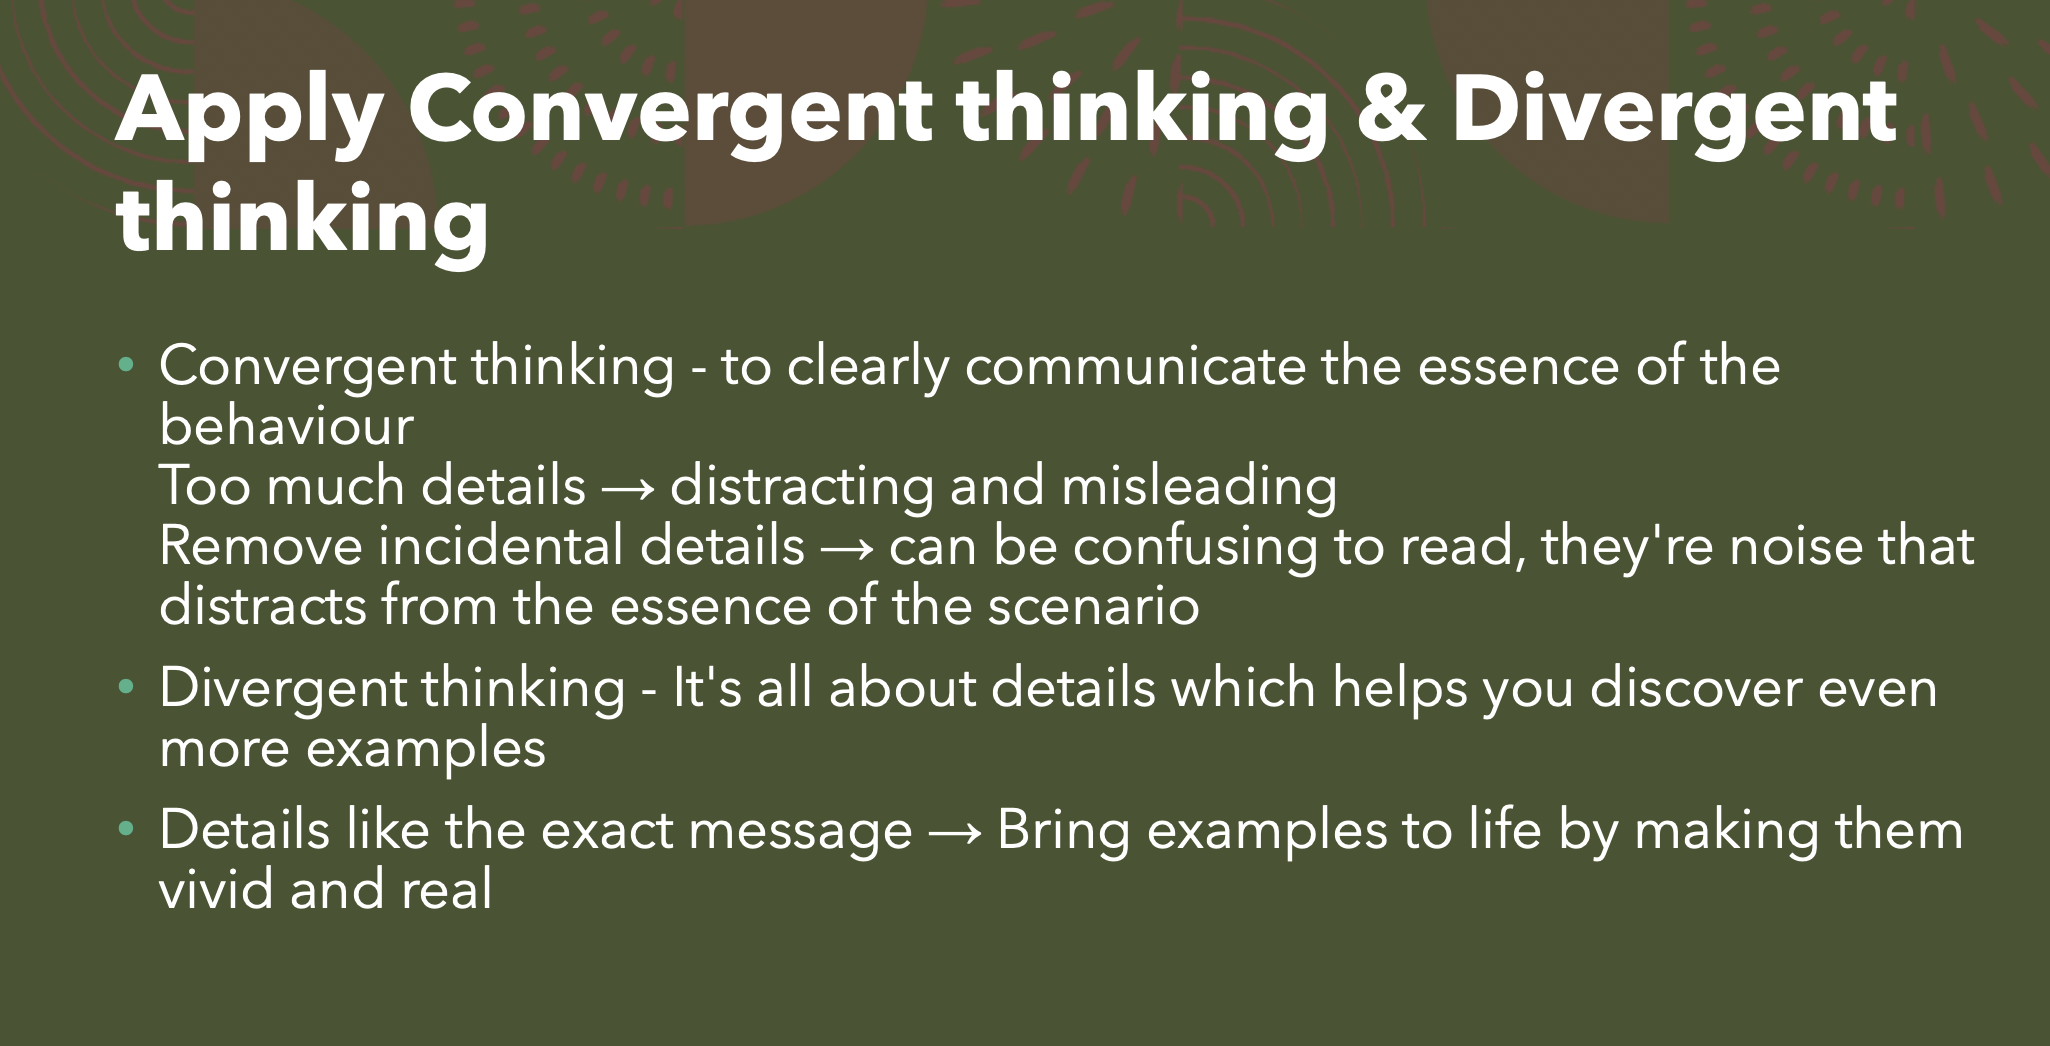 Apply Convergent thinking & Divergent
thinking
• Convergent thinking - to clearly communicate the essence of the
behaviour
Too much details → distracting and misleading
Remove incidental details → can be confusing to read, they're noise that
distracts from the essence of the scenario
• Divergent thinking - It's all about details which helps you discover even
more examples
• Details like the exact message → Bring examples to life by making them
vivid and real